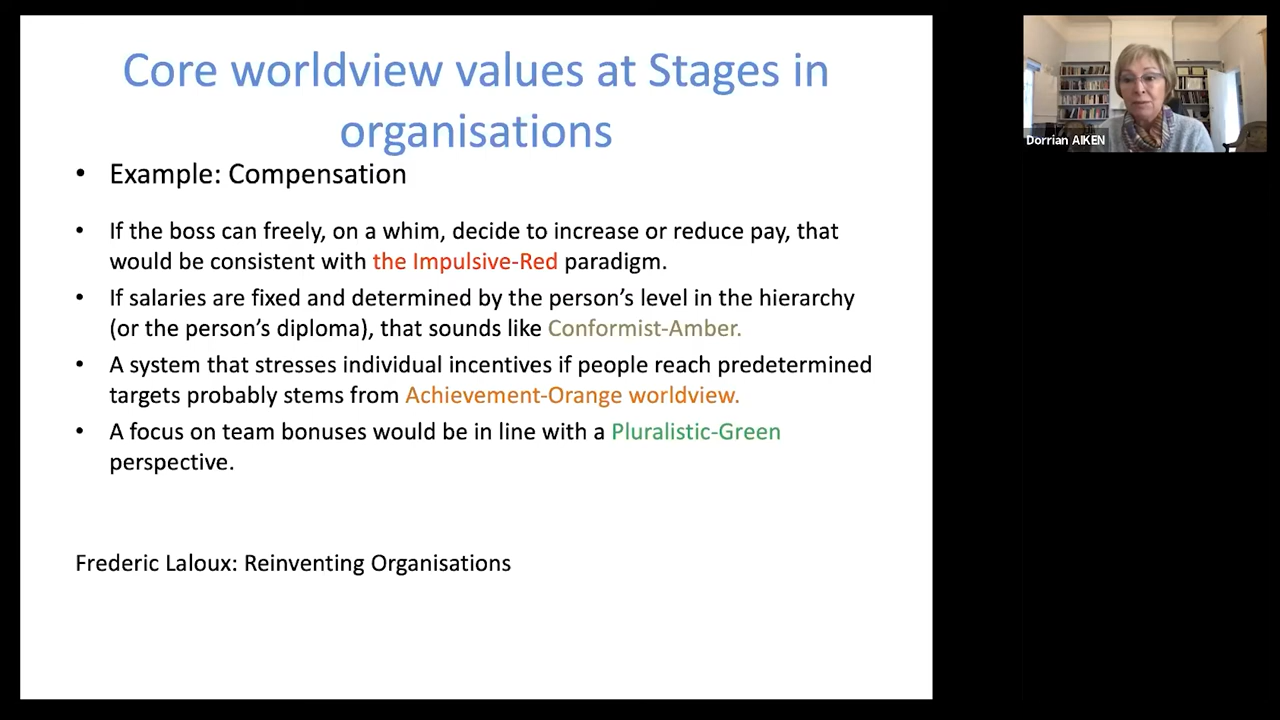 Core worldview values at Stages in
organisations
• Example: Compensation
• If the boss can freely, on a whim, decide to increase or reduce pay, that
would be consistent with the Impulsive-Red paradigm.
• If salaries are fixed and determined by the person’s level in the hierarchy
(or the person’s diploma), that sounds like Conformist-Amber.
• A system that stresses individual incentives if people reach predetermined
targets probably stems from Achievement-Orange worldview.
• A focus on team bonuses would be in line with a Pluralistic-Green
perspective.
Frederic Laloux: Reinventing Organisations
Dorrian AIKEN